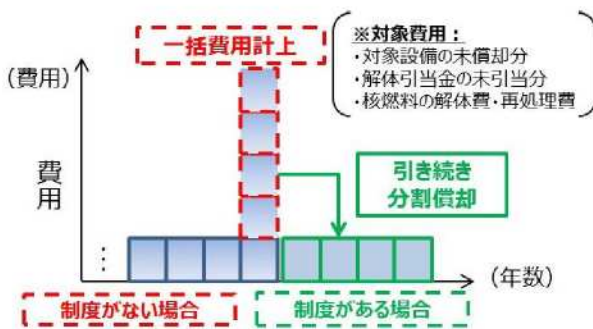 一括費用計上
※対象費用：
・対象設備の未償却分
・解体引当金の未引当分
・核燃料の解体費・再処理費
(費用)
費用
引き続き
分割償却
⋮
(年数)
制度がない場合
制度がある場合